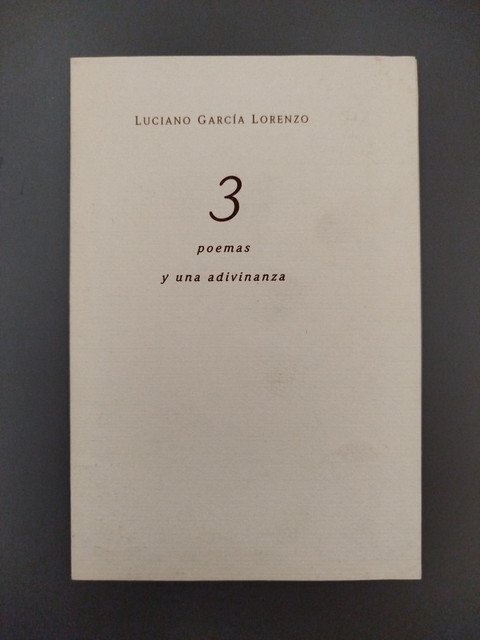 LUCIANO GARCÍA LORENZO
3
poemas
y una adivinanza